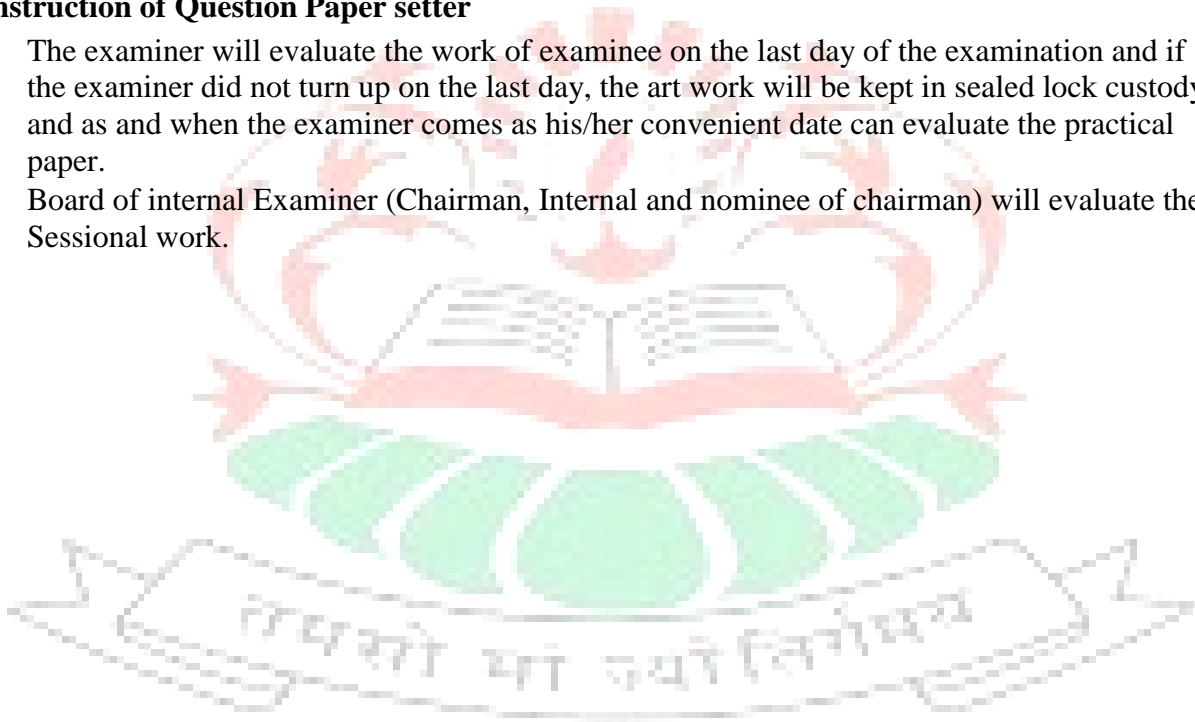 nstruction of Question Paper setter
The examiner will evaluate the work of examinee on the last day of the examination and if
the examiner did not turn up on the last day, the art work will be kept in sealed lock custody
and as and when the examiner comes as his/her convenient date can evaluate the practical
paper.
Board of internal Examiner (Chairman, Internal and nominee of chairman) will evaluate the
Sessional work.